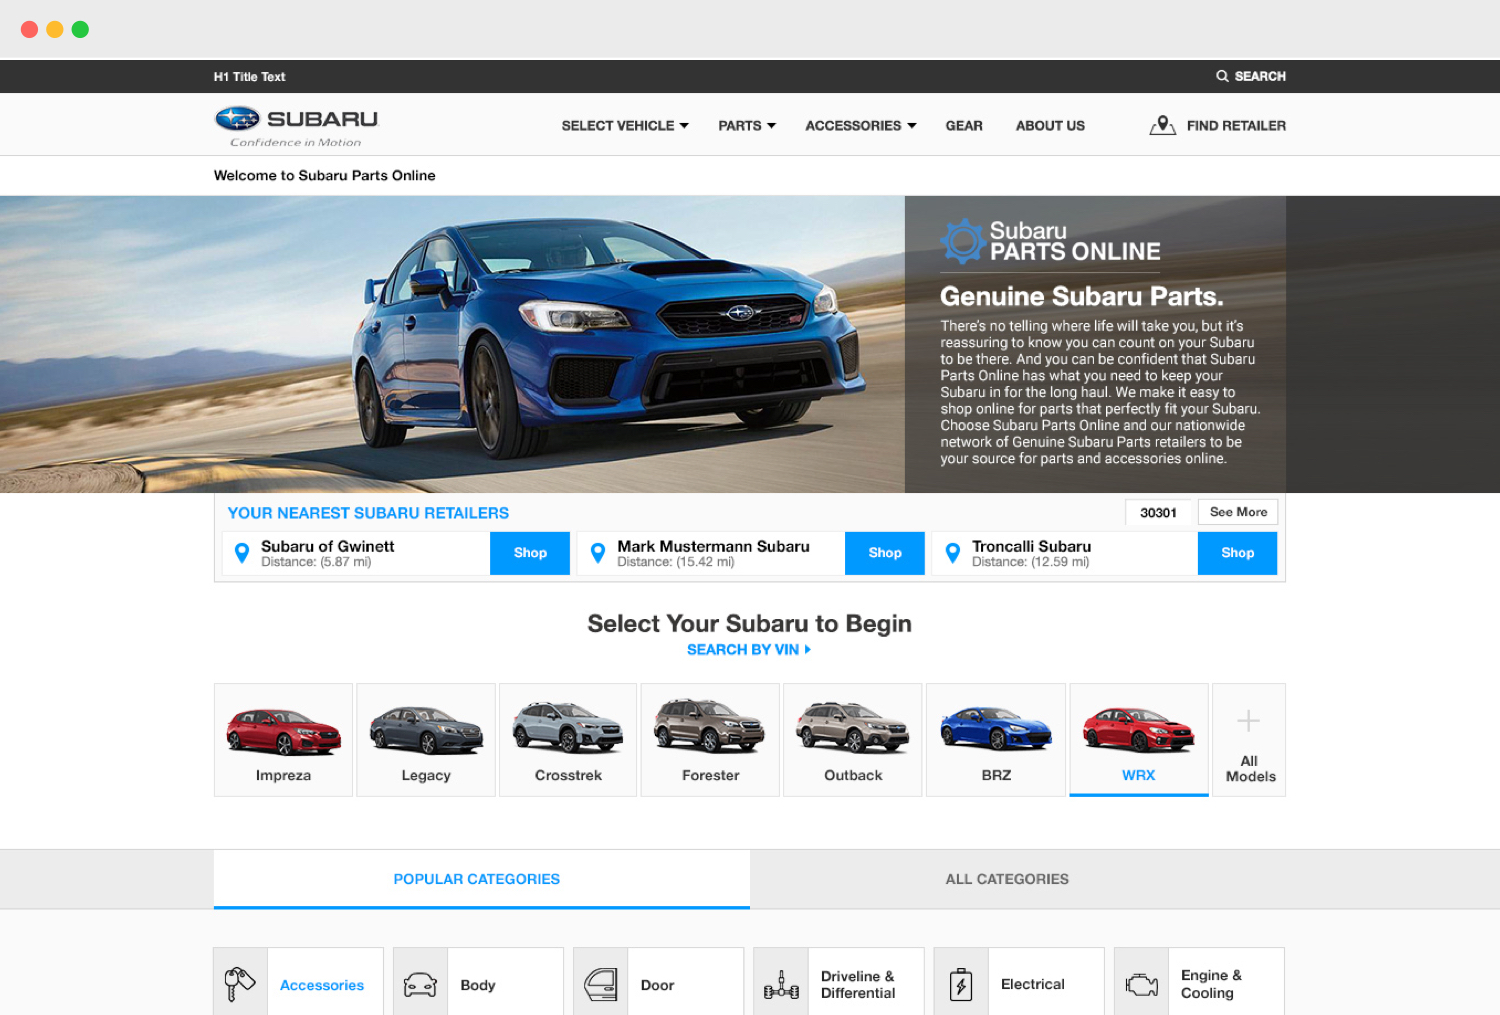 H1 Title Text
SEARCH
SUBARU
Confidence in Motion
SELECT VEHICLE
PARTS
ACCESSORIES
GEAR
ABOUT US
FIND RETAILER
Welcome to Subaru Parts Online
Subaru
PARTS ONLINE
Genuine Subaru Parts.
There's no telling where life will take you, but it's
reassuring to know you can count on your Subaru
to be there. And you can be confident that Subaru
Parts Online has what you need to keep your
Subaru in for the long haul. We make it easy to
shop online for parts that perfectly fit your Subaru.
Choose Subaru Parts Online and our nationwide
network of Genuine Subaru Parts retailers to be
your source for parts and accessories online.
YOUR NEAREST SUBARU RETAILERS
30301
See More
Subaru of Gwinett
Distance: (5.87 mi)
Shop
Mark Mustermann Subaru
Distance: (15.42 mi)
Shop
Troncalli Subaru
Distance: (12.59 mi)
Shop
Select Your Subaru to Begin
SEARCH BY VIN
Impreza
Legacy
Crosstrek
Forester
Outback
BRZ
WRX
All
Models
POPULAR CATEGORIES
ALL CATEGORIES
Accessories
Body
Door
Driveline &
Differential
Electrical
Engine &
Cooling